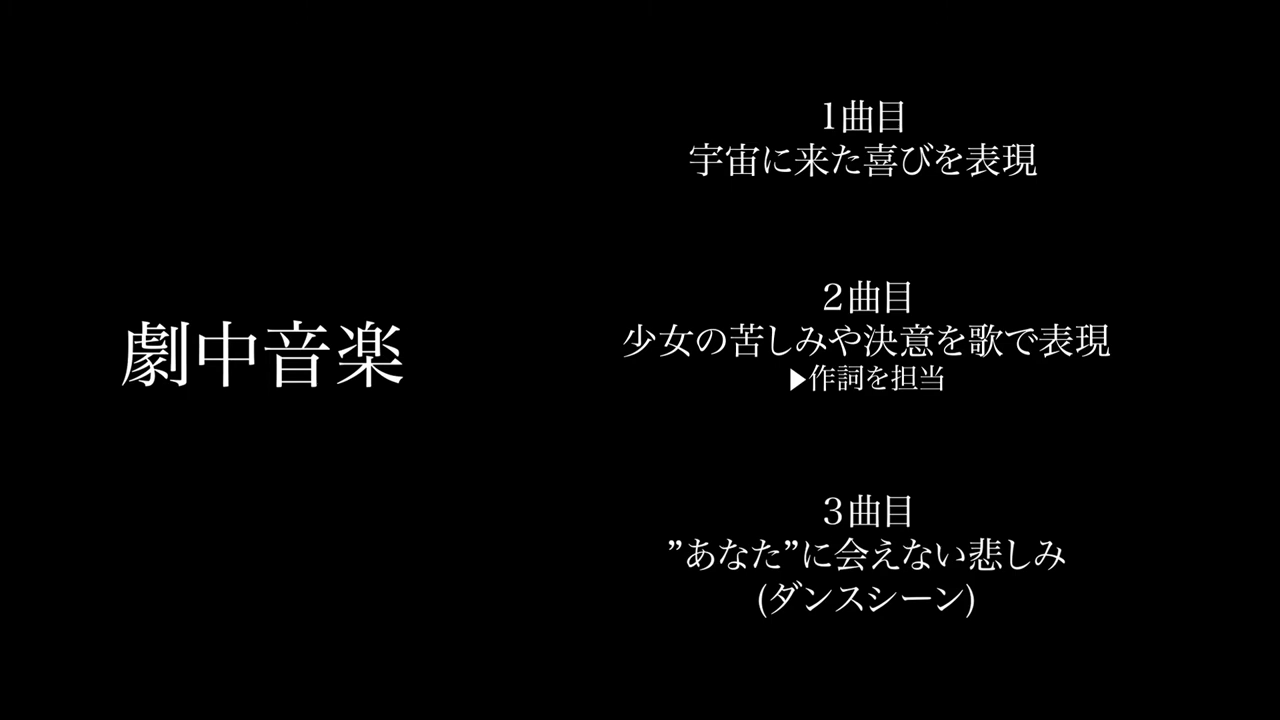 劇中音楽
1曲目
宇宙に来た喜びを表現
2曲目
少女の苦しみや決意を歌で表現
▶作詞を担当
3曲目
”あなた”に会えない悲しみ
(ダンスシーン)